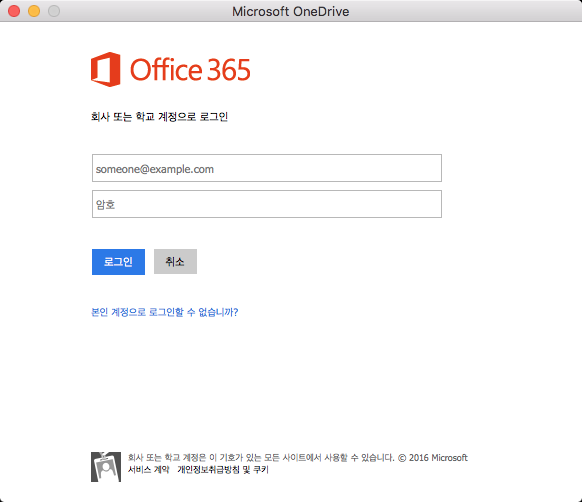 Microsoft OneDrive
Office 365
회사 또는 학교 계정으로 로그인
someone@example.com
암호
로그인 취소
본인 계정으로 로그인할 수 없습니까?
회사 또는 학교 계정은 이 기호가 있는 모든 사이트에서 사용할 수 있습니다. © 2016 Microsoft
서비스 계약 개인정보취급방침 및 쿠키